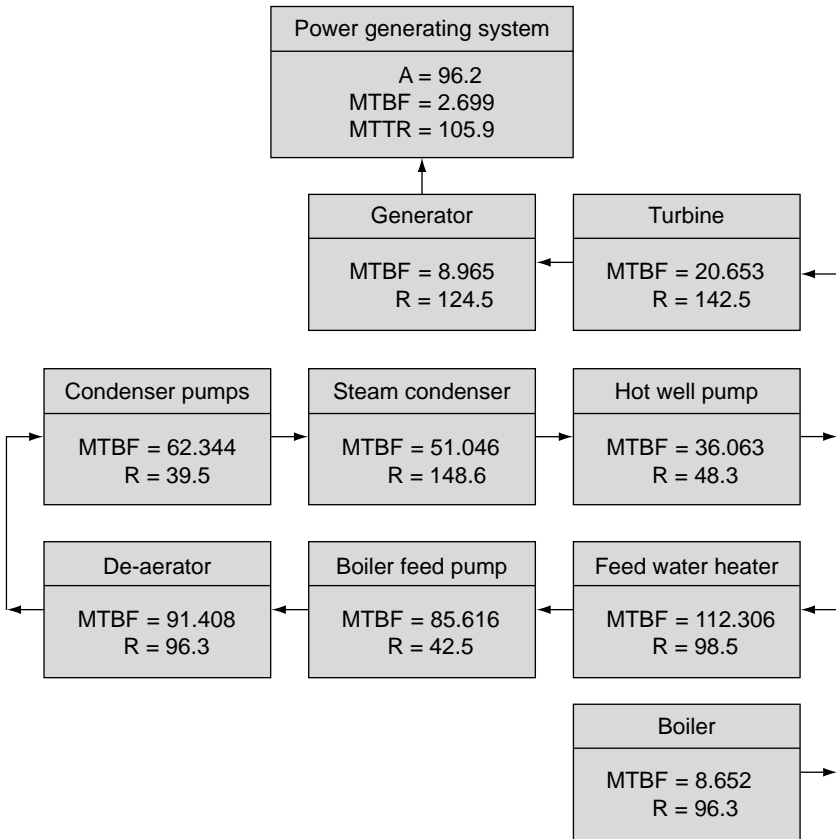 Power generating system
A = 96.2
MTBF = 2.699
MTTR = 105.9
Generator
MTBF = 8.965
R = 124.5
Turbine
MTBF = 20.653
R = 142.5
Condenser pumps
MTBF = 62.344
R = 39.5
Steam condenser
MTBF = 51.046
R = 148.6
Hot well pump
MTBF = 36.063
R = 48.3
De-aerator
MTBF = 91.408
R = 96.3
Boiler feed pump
MTBF = 85.616
R = 42.5
Feed water heater
MTBF = 112.306
R = 98.5
Boiler
MTBF = 8.652
R = 96.3